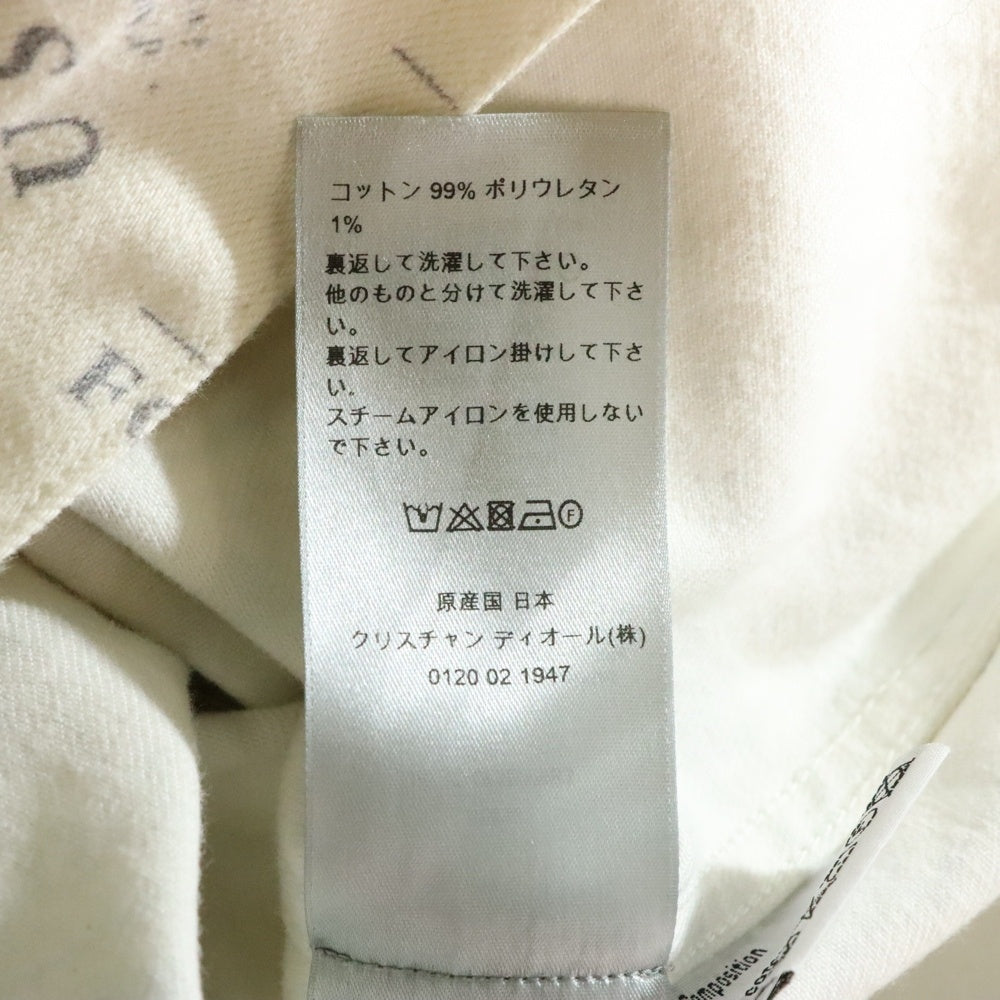 コットン 99% ポリウレタン
1%
裏返して洗濯して下さい。
他のものと分けて洗濯して下さ
い。
裏返してアイロン掛けして下さ
い.
スチームアイロンを使用しない
で下さい。
F
原産国 日本
クリスチャン ディオール(株)
0120 02 1947
Composition